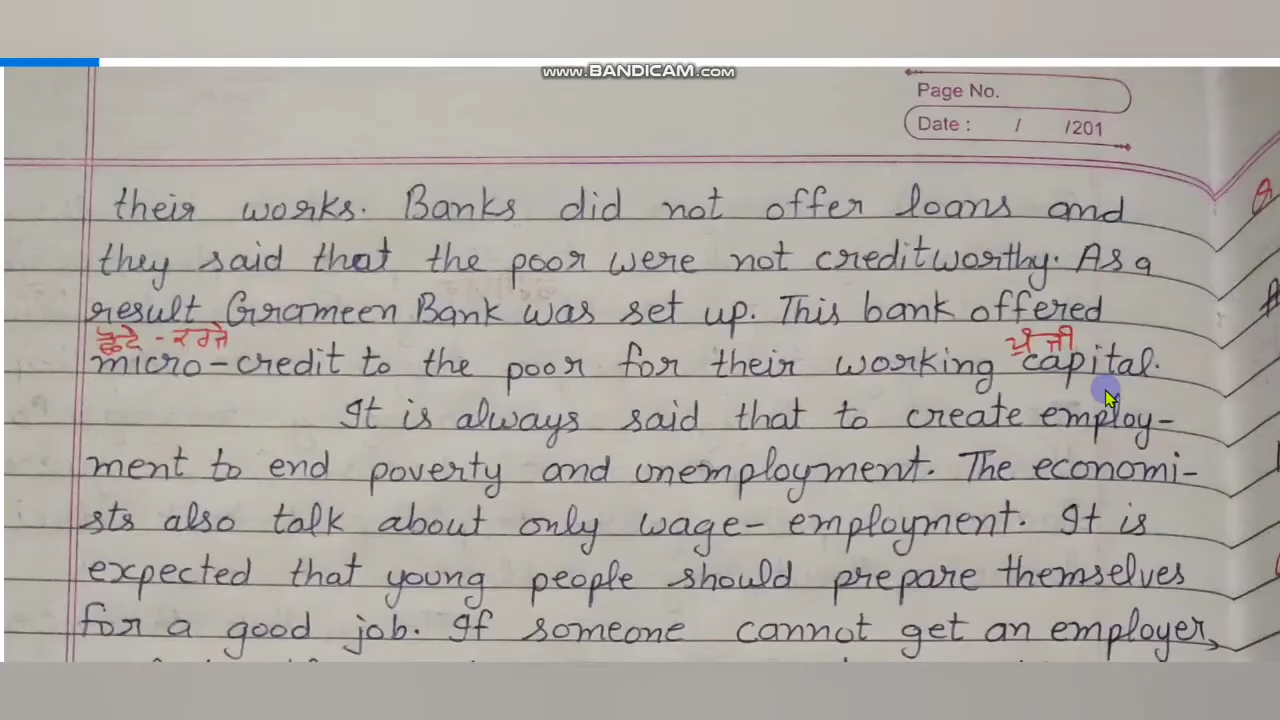 www.BANDICAM.com
Page No.
Date : / /201
their works. Banks did not offer loans and
they said that the poor were not creditworthy. As a
result Grameen Bank was set up. This bank offered
micro-credit to the poor for their working capital.
It is always said that to create employ-
ment to end poverty and unemployment. The economi-
sts also talk about only wage-employment. It is
expected that young people should prepare themselves
for a good job. If someone cannot get an employer,